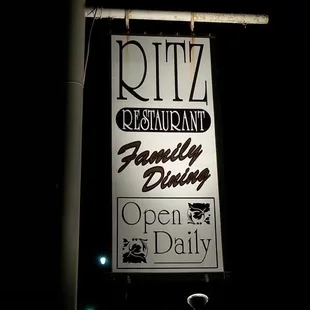 RITZ
RESTAURANT
Family
Dining
Open
Daily